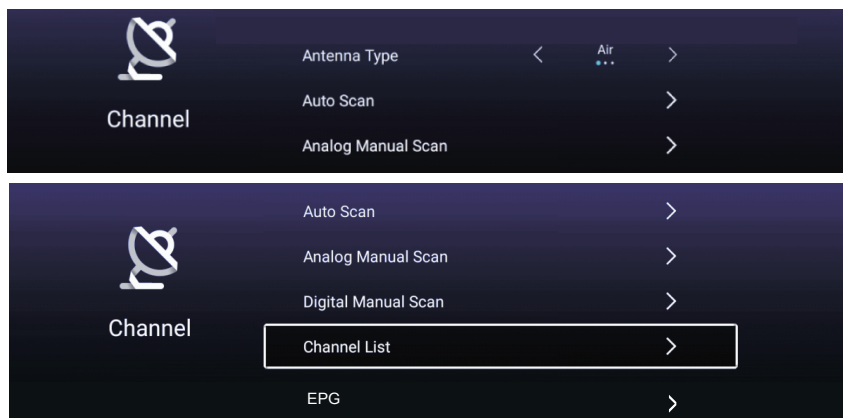 Antenna Type
Air
Auto Scan
Channel
Analog Manual Scan
Auto Scan
Analog Manual Scan
Digital Manual Scan
Channel
Channel List
EPG